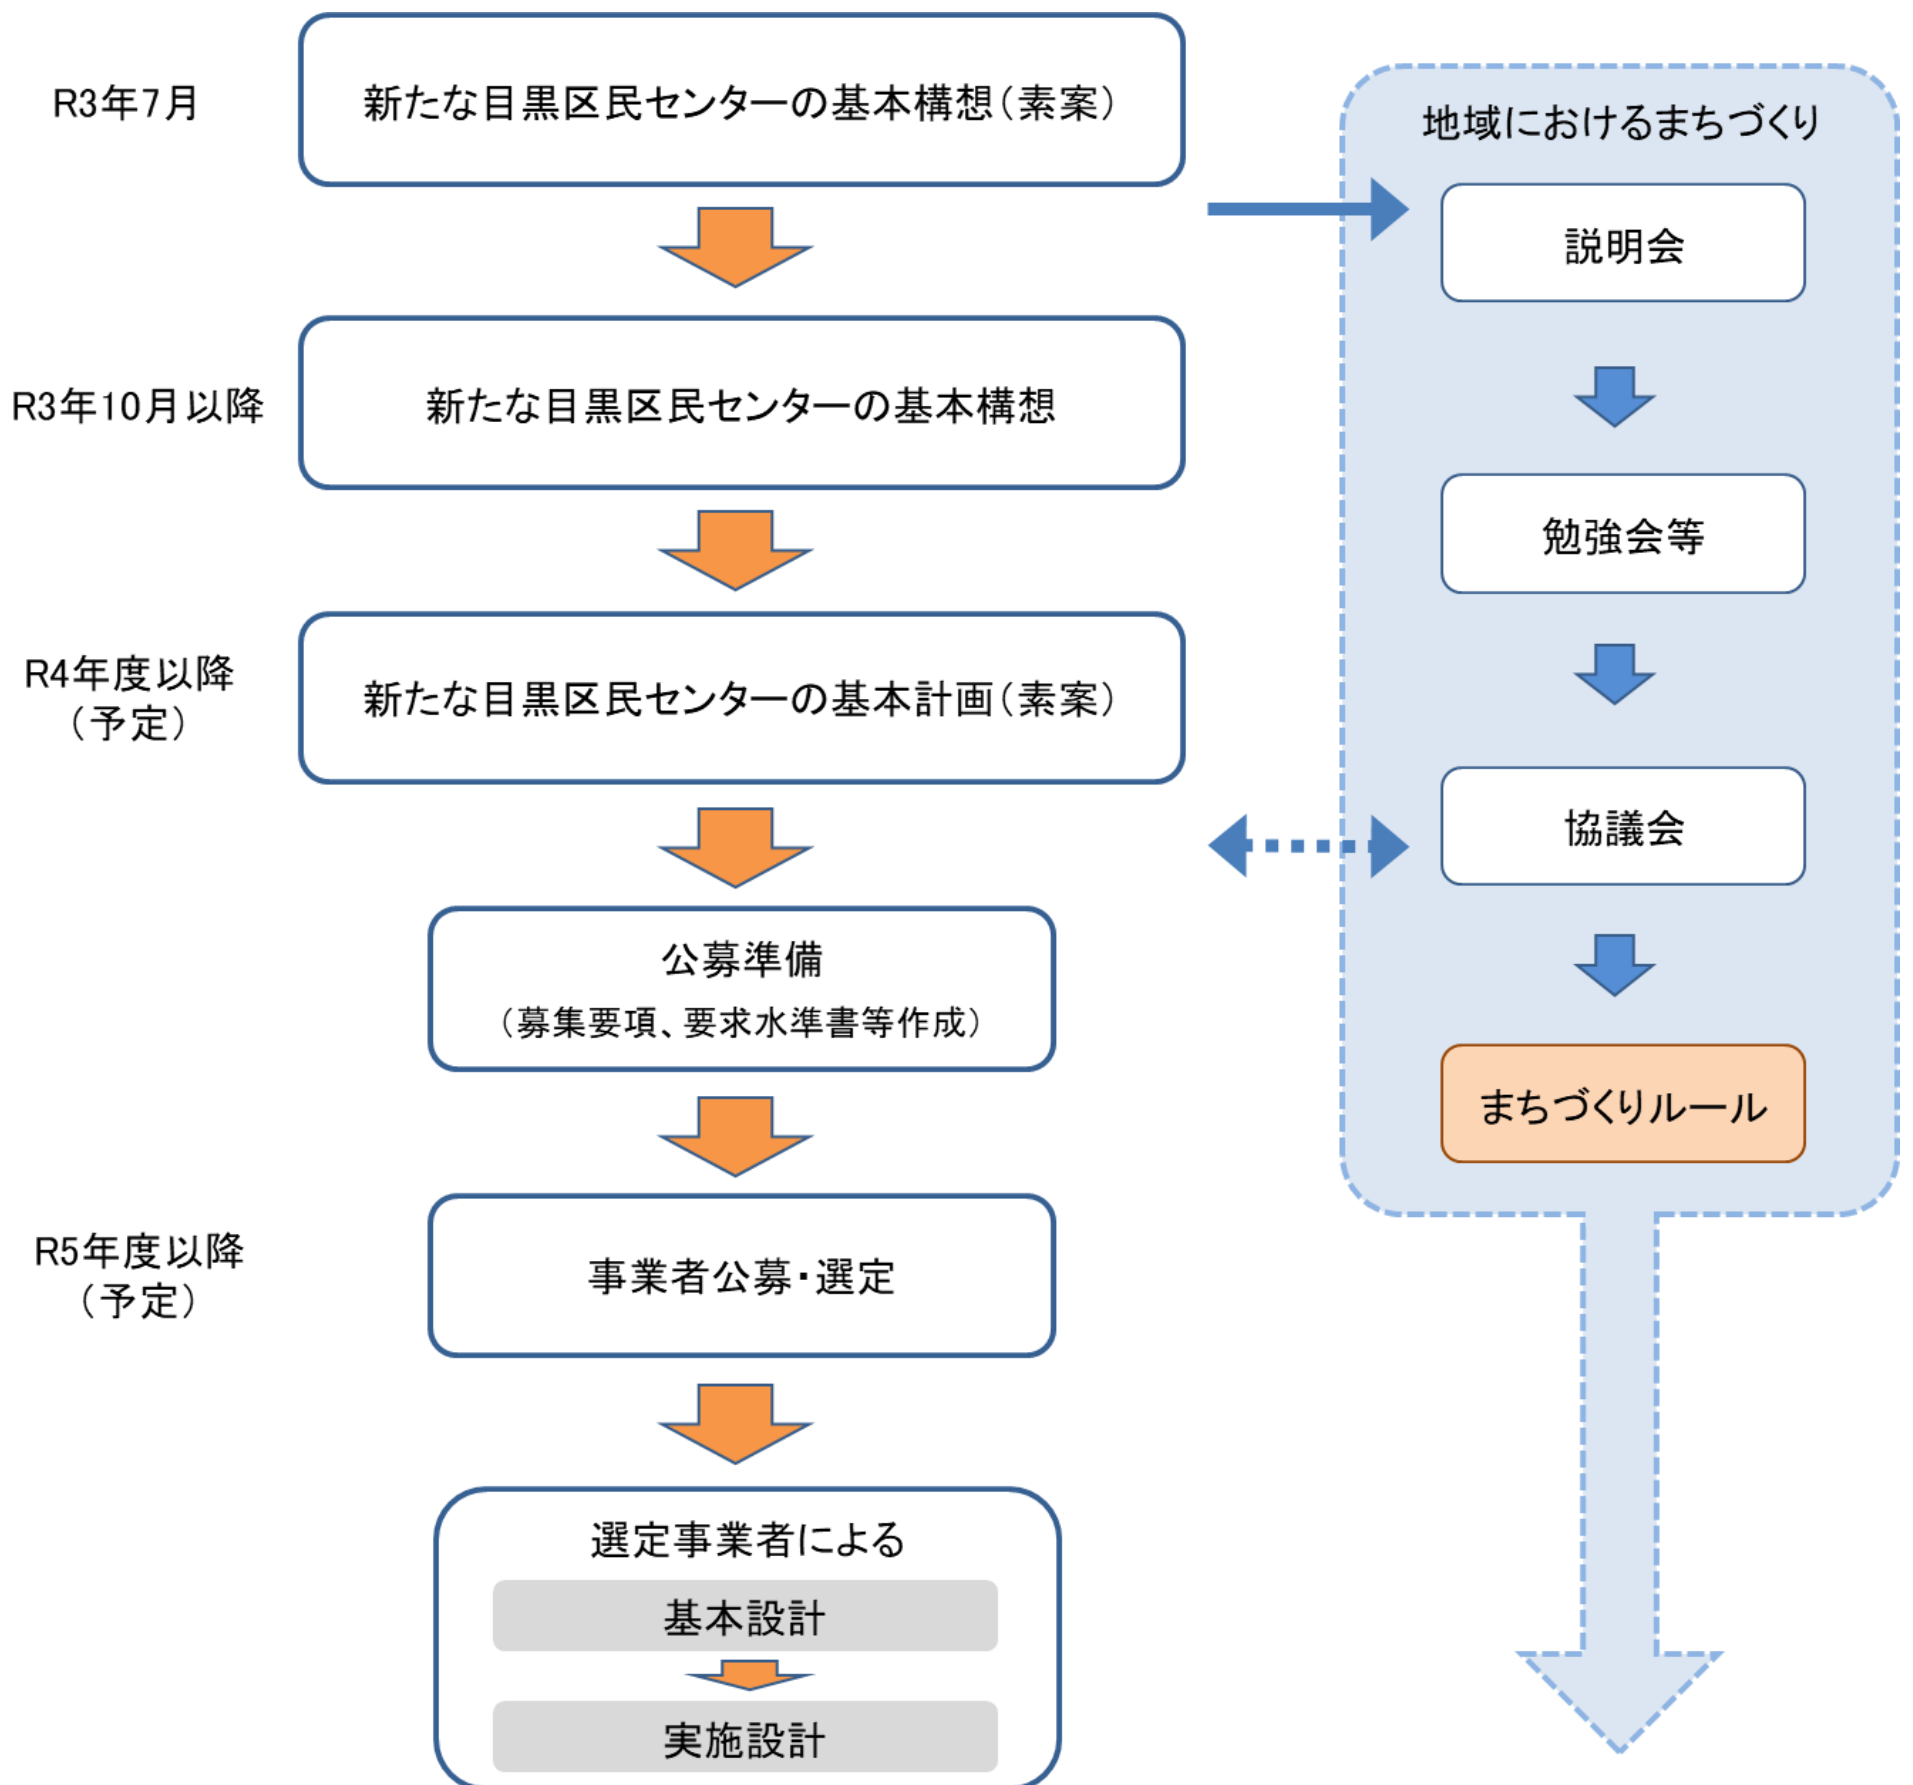 R3年7月
新たな目黒区民センターの基本構想(素案)
R3年10月以降
新たな目黒区民センターの基本構想
R4年度以降
(予定)
新たな目黒区民センターの基本計画(素案)
公募準備
(募集要項、要求水準書等作成)
R5年度以降
(予定)
事業者公募・選定
選定事業者による
基本設計
実施設計
地域におけるまちづくり
説明会
勉強会等
協議会
まちづくりルール